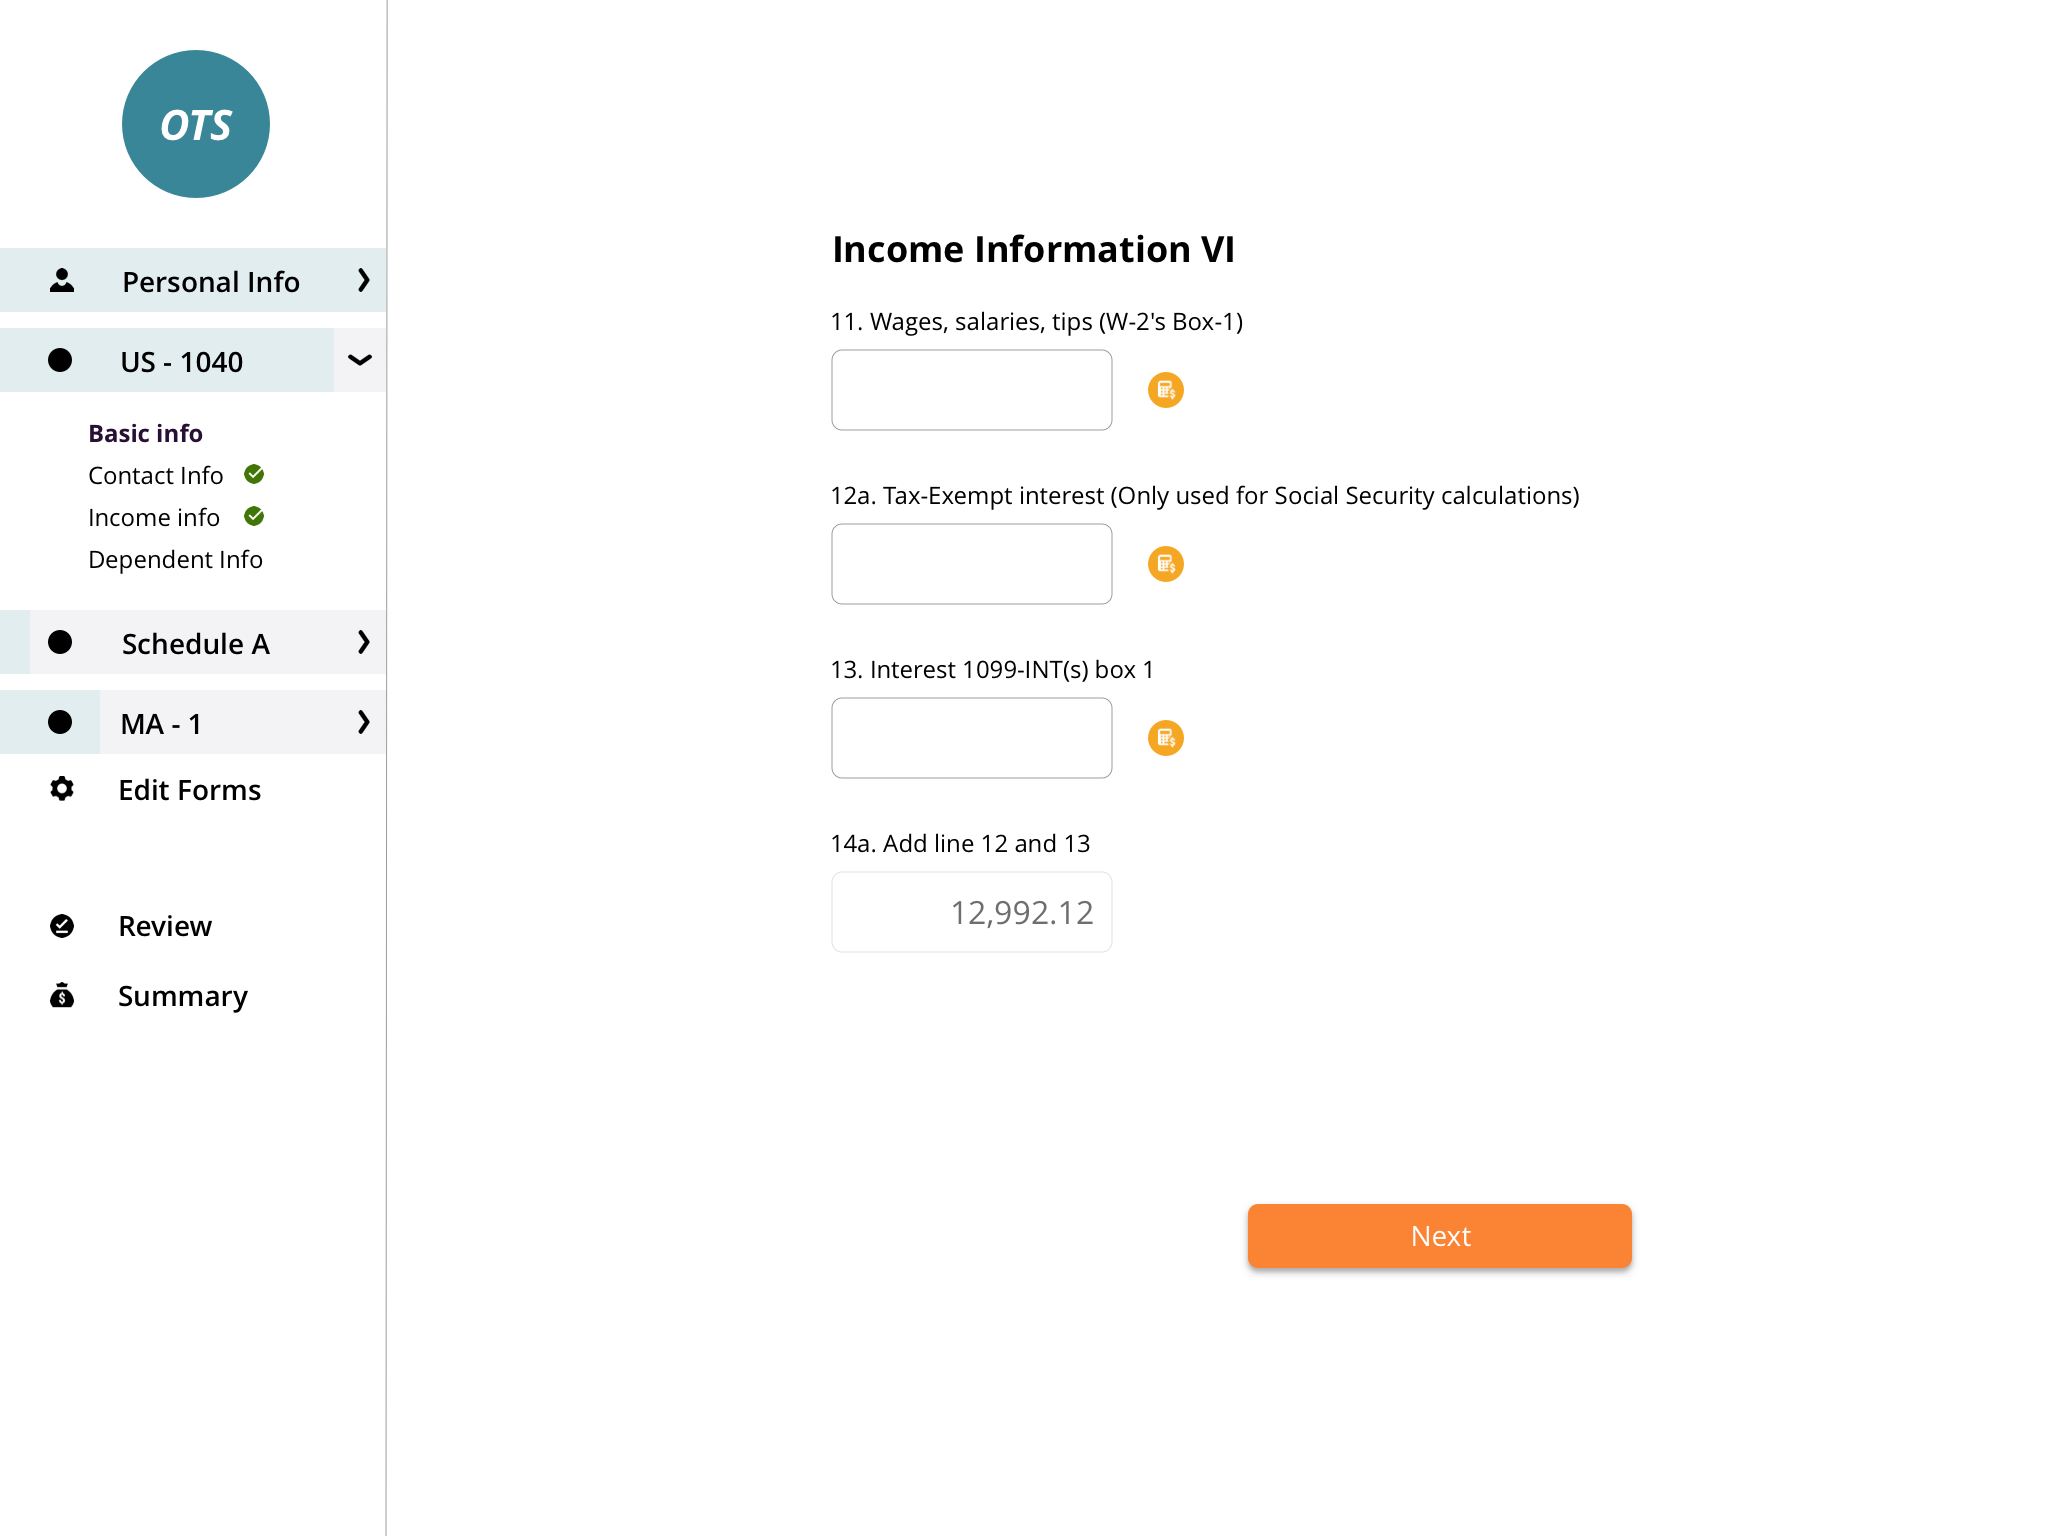 OTS
Personal Info
US - 1040
Basic info
Contact Info
Income info
Dependent Info
Schedule A
MA - 1
Edit Forms
Review
Summary
Income Information VI
11. Wages, salaries, tips (W-2's Box-1)
12a. Tax-Exempt interest (Only used for Social Security calculations)
13. Interest 1099-INT(s) box 1
14a. Add line 12 and 13
12,992.12
Next